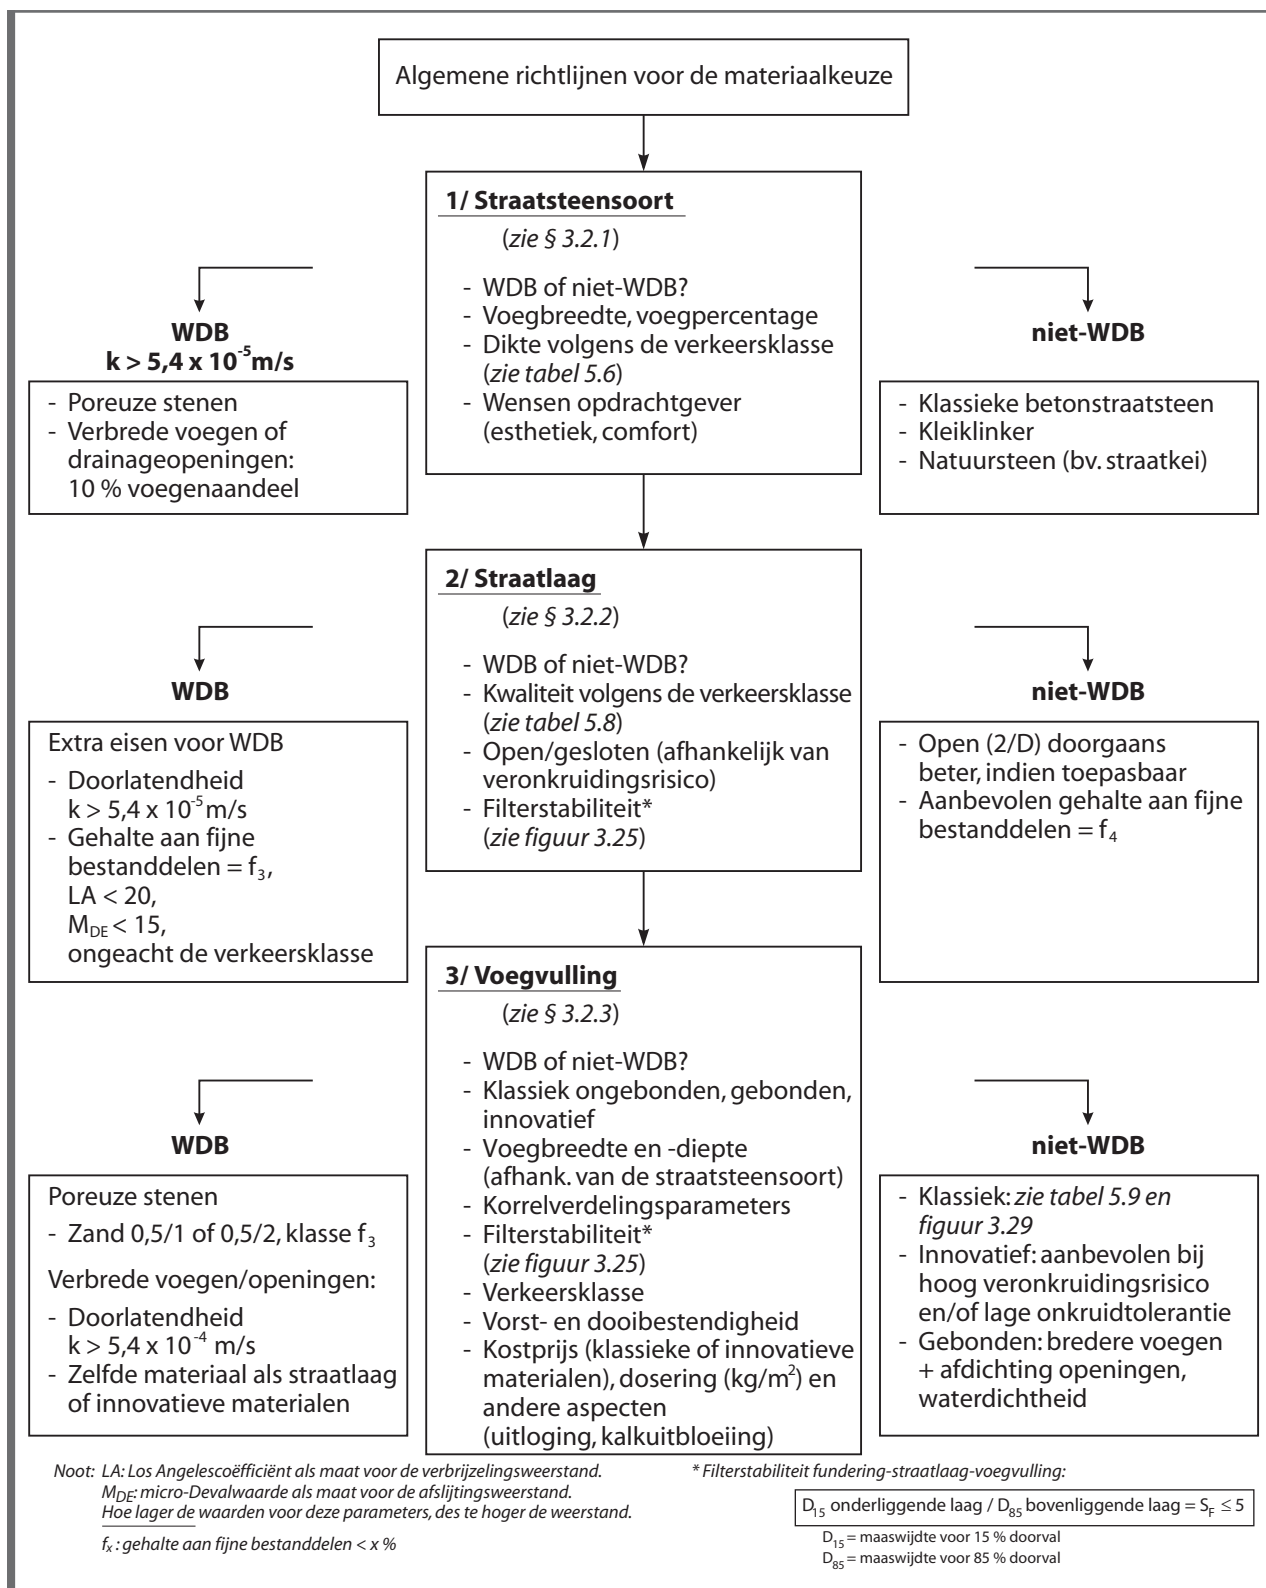 Algemene richtlijnen voor de materiaalkeuze
1/ Straatsteensoort
(zie § 3.2.1)
- WDB of niet-WDB?
- Voegbreedte, voegpercentage
- Dikte volgens de verkeersklasse
(zie tabel 5.6)
- Wensen opdrachtgever
(esthetiek, comfort)
WDB
k > 5,4 x 10⁻⁵ m/s
- Poreuze stenen
- Verbrede voegen of
drainageopeningen:
10 % voegenaandeel
niet-WDB
- Klassieke betonstraatsteen
- Kleiklinker
- Natuursteen (bv. straatkei)
2/ Straatlaag
(zie § 3.2.2)
- WDB of niet-WDB?
- Kwaliteit volgens de verkeersklasse
(zie tabel 5.8)
- Open/gesloten (afhankelijk van
veronkruidingsrisico)
- Filterstabiliteit*
(zie figuur 3.25)
WDB
Extra eisen voor WDB
- Doorlatendheid
k > 5,4 x 10⁻⁵ m/s
- Gehalte aan fijne
bestanddelen = f₃,
LA < 20,
M_DE < 15,
ongeacht de verkeersklasse
niet-WDB
- Open (2/D) doorgaans
beter, indien toepasbaar
- Aanbevolen gehalte aan fijne
bestanddelen = f₄
3/ Voegvulling
(zie § 3.2.3)
- WDB of niet-WDB?
- Klassiek ongebonden, gebonden,
innovatief
- Voegbreedte en -diepte
(afhank. van de straatsteensoort)
- Korrelverdelingsparameters
- Filterstabiliteit*
(zie figuur 3.25)
- Verkeersklasse
- Vorst- en dooibestendigheid
- Kostprijs (klassieke of innovatieve
materialen), dosering (kg/m²) en
andere aspecten
(uitloging, kalkuitbloeiing)
WDB
Poreuze stenen
- Zand 0,5/1 of 0,5/2, klasse f₃
Verbrede voegen/openingen:
- Doorlatendheid
k > 5,4 x 10⁻⁴ m/s
- Zelfde materiaal als straatlaag
of innovatieve materialen
niet-WDB
- Klassiek: zie tabel 5.9 en
figuur 3.29
- Innovatief: aanbevolen bij
hoog veronkruidingsrisico
en/of lage onkruidtolerantie
- Gebonden: bredere voegen
+ afdichting openingen,
waterdichtheid
Noot: LA: Los Angelescoëfficiënt als maat voor de verbrijzelingsweerstand.
M_DE: micro-Devalwaarde als maat voor de afslijtingsweerstand.
Hoe lager de waarden voor deze parameters, des te hoger de weerstand.
fₓ : gehalte aan fijne bestanddelen < x %
* Filterstabiliteit fundering-straatlaag-voegvulling:
D₁₅ onderliggende laag / D₈₅ bovenliggende laag = S_F ≤ 5
D₁₅ = maaswijdte voor 15 % doorval
D₈₅ = maaswijdte voor 85 % doorval